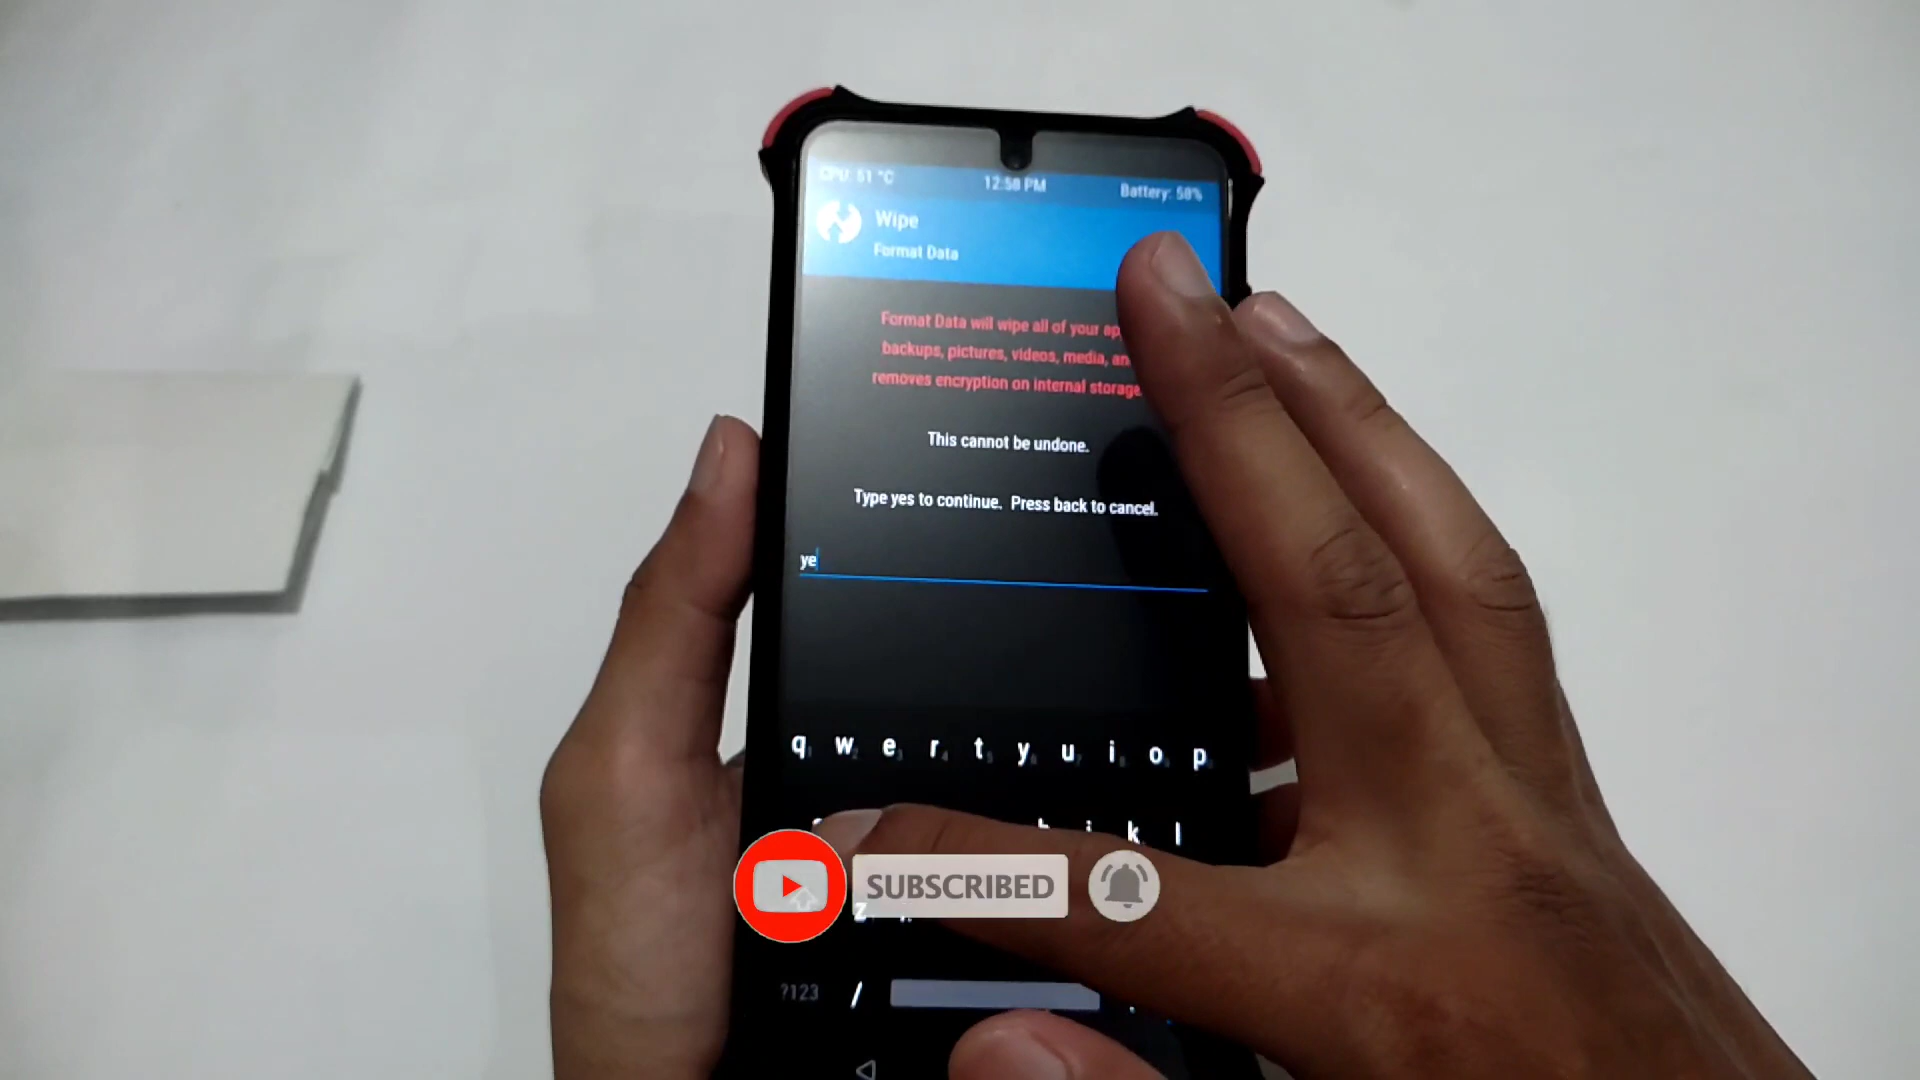 CPU: 51 °C 12:58 PM Battery: 58%
Wipe
Format Data
Format Data will wipe all of your
backups, pictures, videos, media,
removes encryption on internal storage
This cannot be undone.
Type yes to continue. Press back to cancel.
ye
q w e r t y u i o p
k l
SUBSCRIBED
z
?123 /